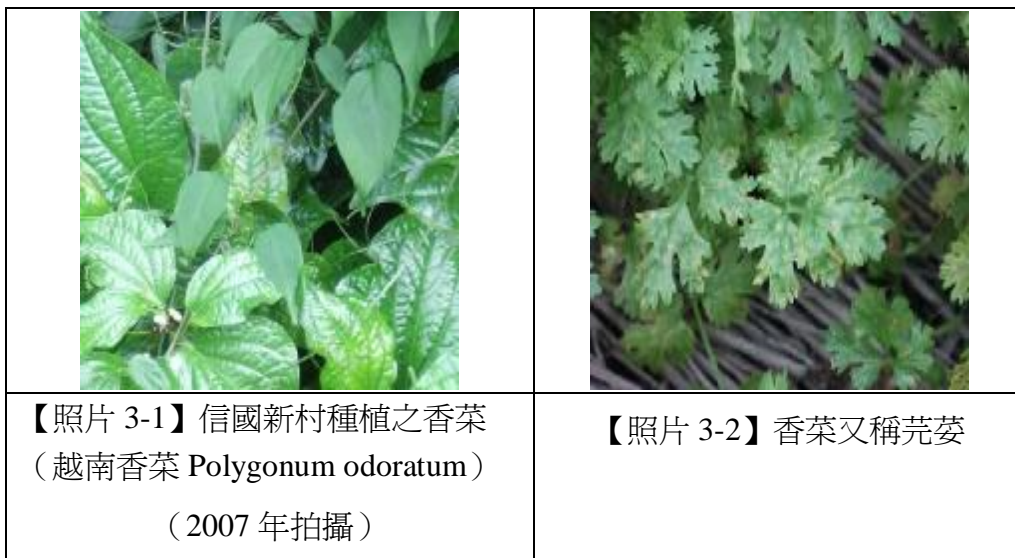 【照片 3-1】信國新村種植之香菜
（越南香菜 Polygonum odoratum）
（2007 年拍攝）
【照片 3-2】香菜又稱芫荽